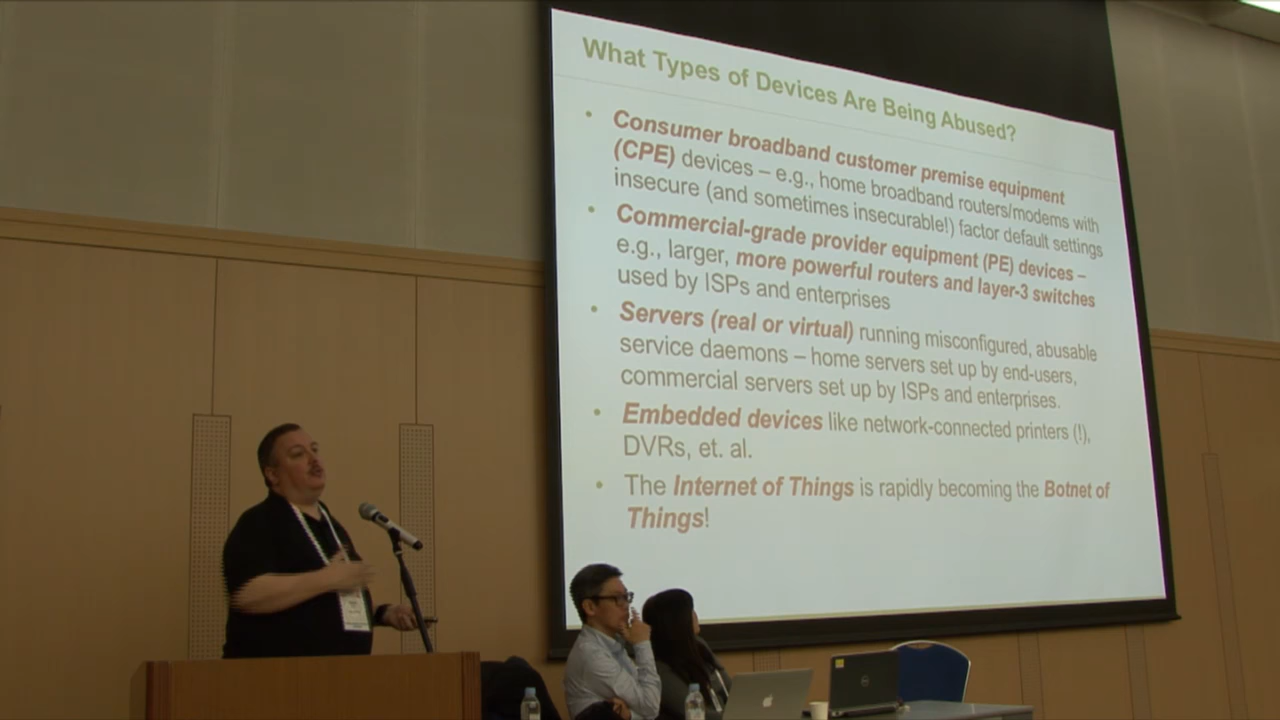 What Types of Devices Are Being Abused?
• Consumer broadband customer premise equipment
(CPE) devices – e.g., home broadband routers/modems with
insecure (and sometimes insecurable!) factor default settings
• Commercial-grade provider equipment (PE) devices –
e.g., larger, more powerful routers and layer-3 switches
used by ISPs and enterprises
• Servers (real or virtual) running misconfigured, abusable
service daemons – home servers set up by end-users,
commercial servers set up by ISPs and enterprises.
• Embedded devices like network-connected printers (!),
DVRs, et. al.
• The Internet of Things is rapidly becoming the Botnet of
Things!